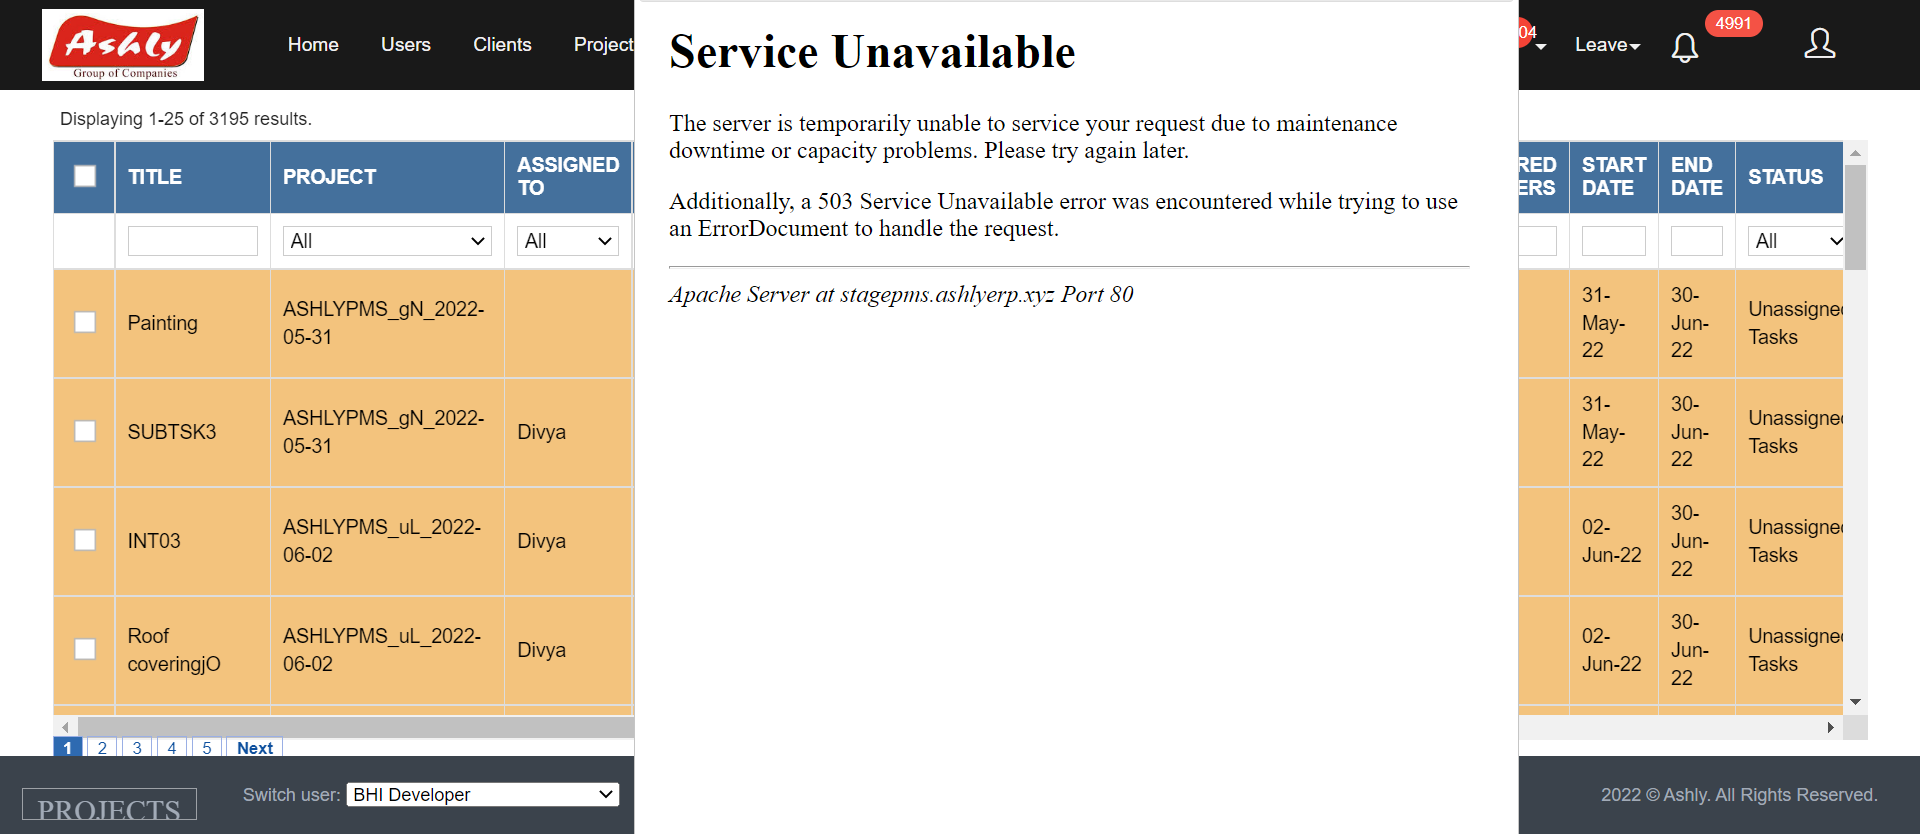 Ashly
Group of Companies
Home Users Clients Project
04 Leave 4991
Service Unavailable
The server is temporarily unable to service your request due to maintenance
downtime or capacity problems. Please try again later.
Additionally, a 503 Service Unavailable error was encountered while trying to use
an ErrorDocument to handle the request.
Apache Server at stagepms.ashlyerp.xyz Port 80
Displaying 1-25 of 3195 results.
TITLE PROJECT ASSIGNED TO RED ERS START DATE END DATE STATUS
All All All
Painting ASHLYPMS_gN_2022-05-31 31-May-22 30-Jun-22 Unassigned Tasks
SUBTSK3 ASHLYPMS_gN_2022-05-31 Divya 31-May-22 30-Jun-22 Unassigned Tasks
INT03 ASHLYPMS_uL_2022-06-02 Divya 02-Jun-22 30-Jun-22 Unassigned Tasks
Roof coveringjO ASHLYPMS_uL_2022-06-02 Divya 02-Jun-22 30-Jun-22 Unassigned Tasks
1 2 3 4 5 Next
PROJECTS
Switch user: BHI Developer
2022 © Ashly. All Rights Reserved.